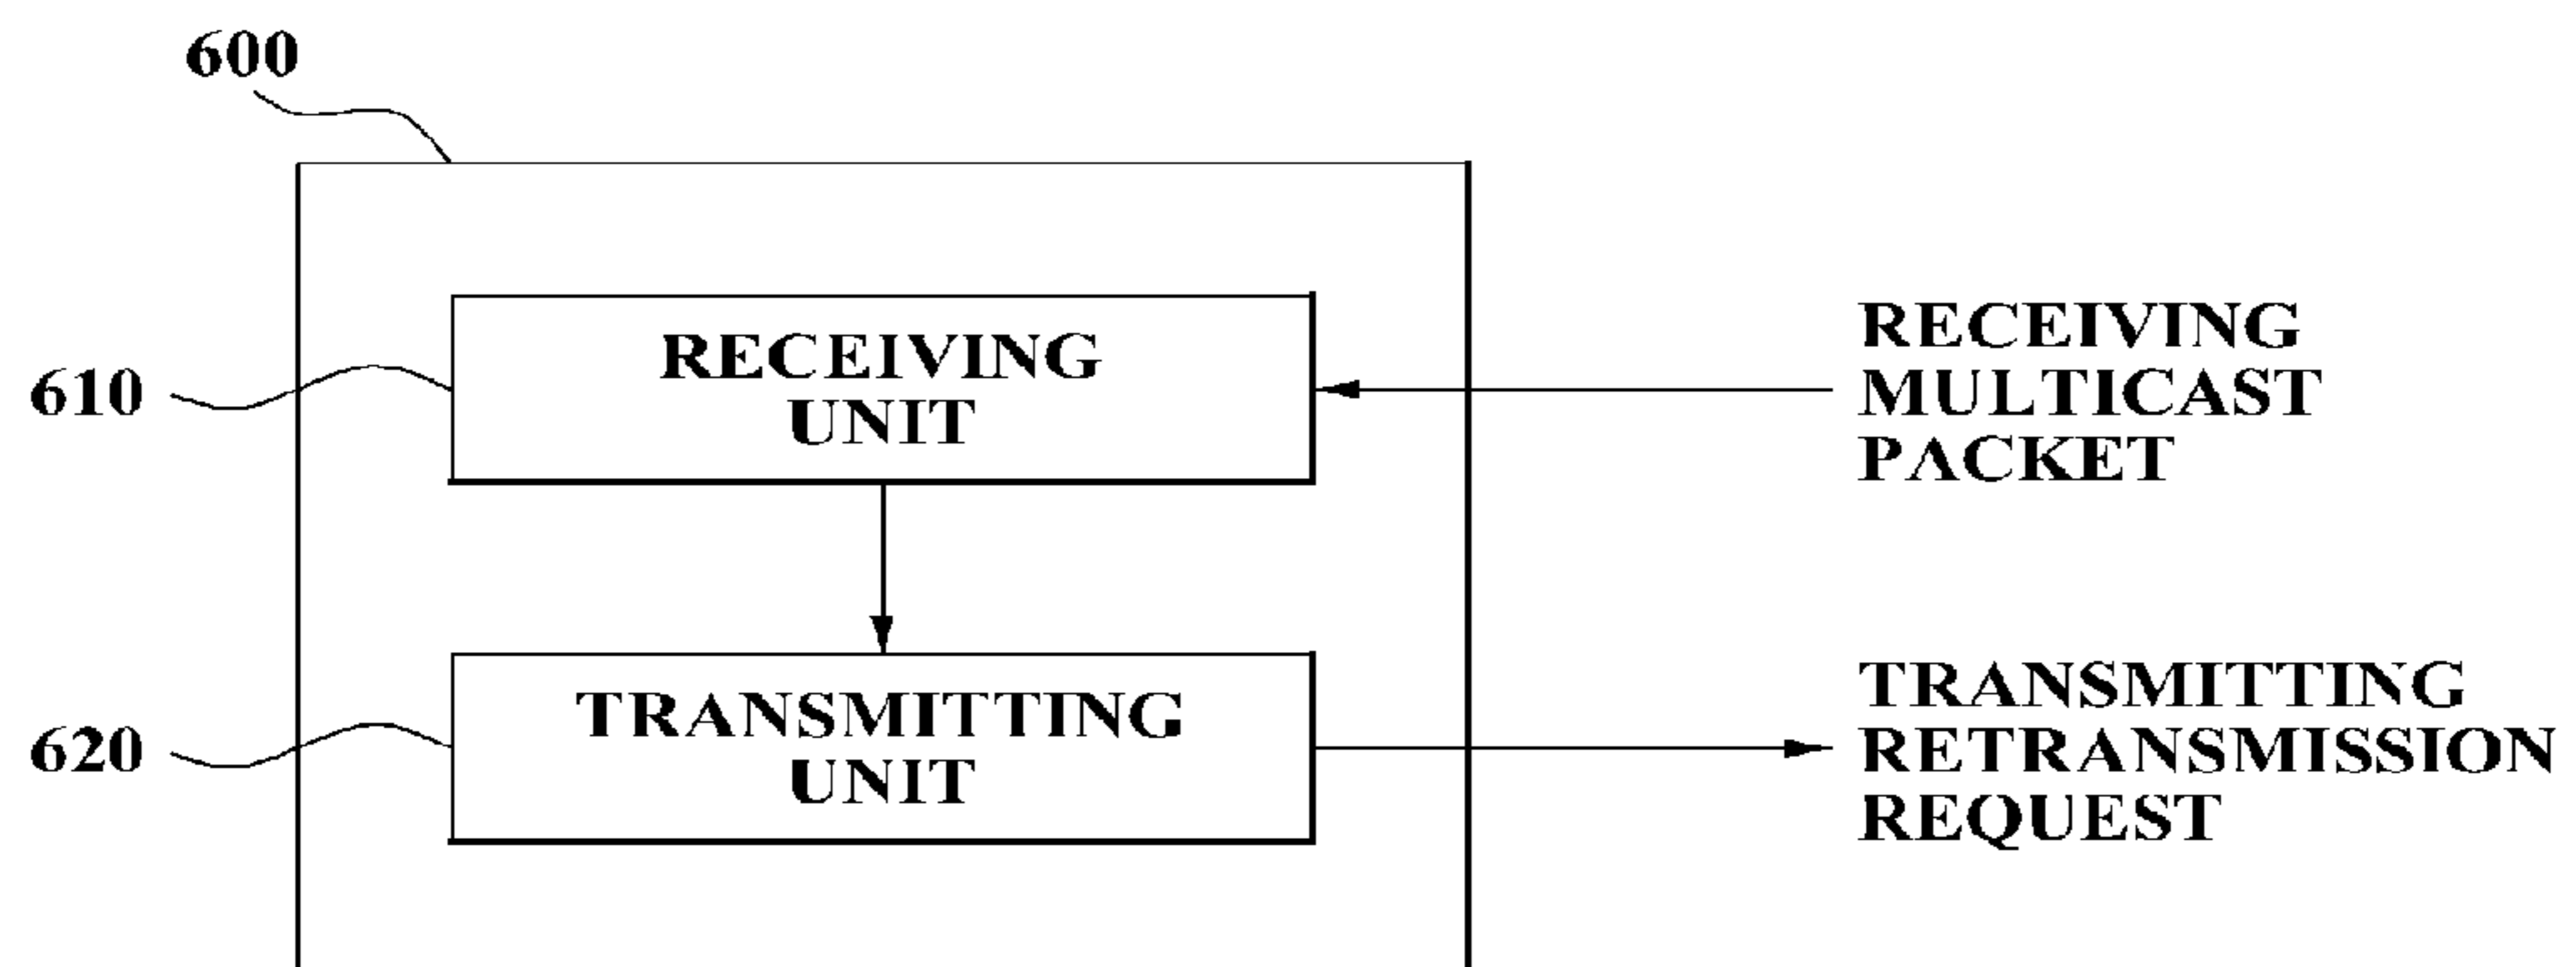 600
610
RECEIVING
UNIT
RECEIVING
MULTICAST
PACKET
620
TRANSMITTING
UNIT
TRANSMITTING
RETRANSMISSION
REQUEST